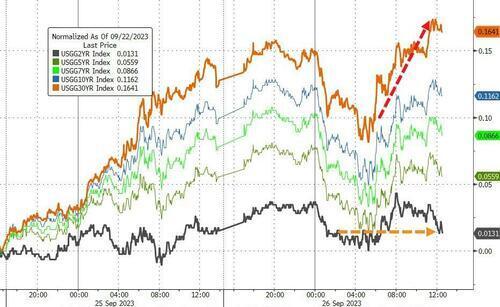 Normalized As Of 09/22/2023
Last Price
USGG2YR Index 0.0131
USGG5YR Index 0.0559
USGG7YR Index 0.0866
USGG10YR Index 0.1162
USGG30YR Index 0.1641
0.1641
0.15
0.1162
0.10
0.0866
0.0559
0.05
0.0131
0.00
20:00 00:00 04:00 08:00 12:00 16:00 20:00 00:00 04:00 08:00 12:00
25 Sep 2023 26 Sep 2023